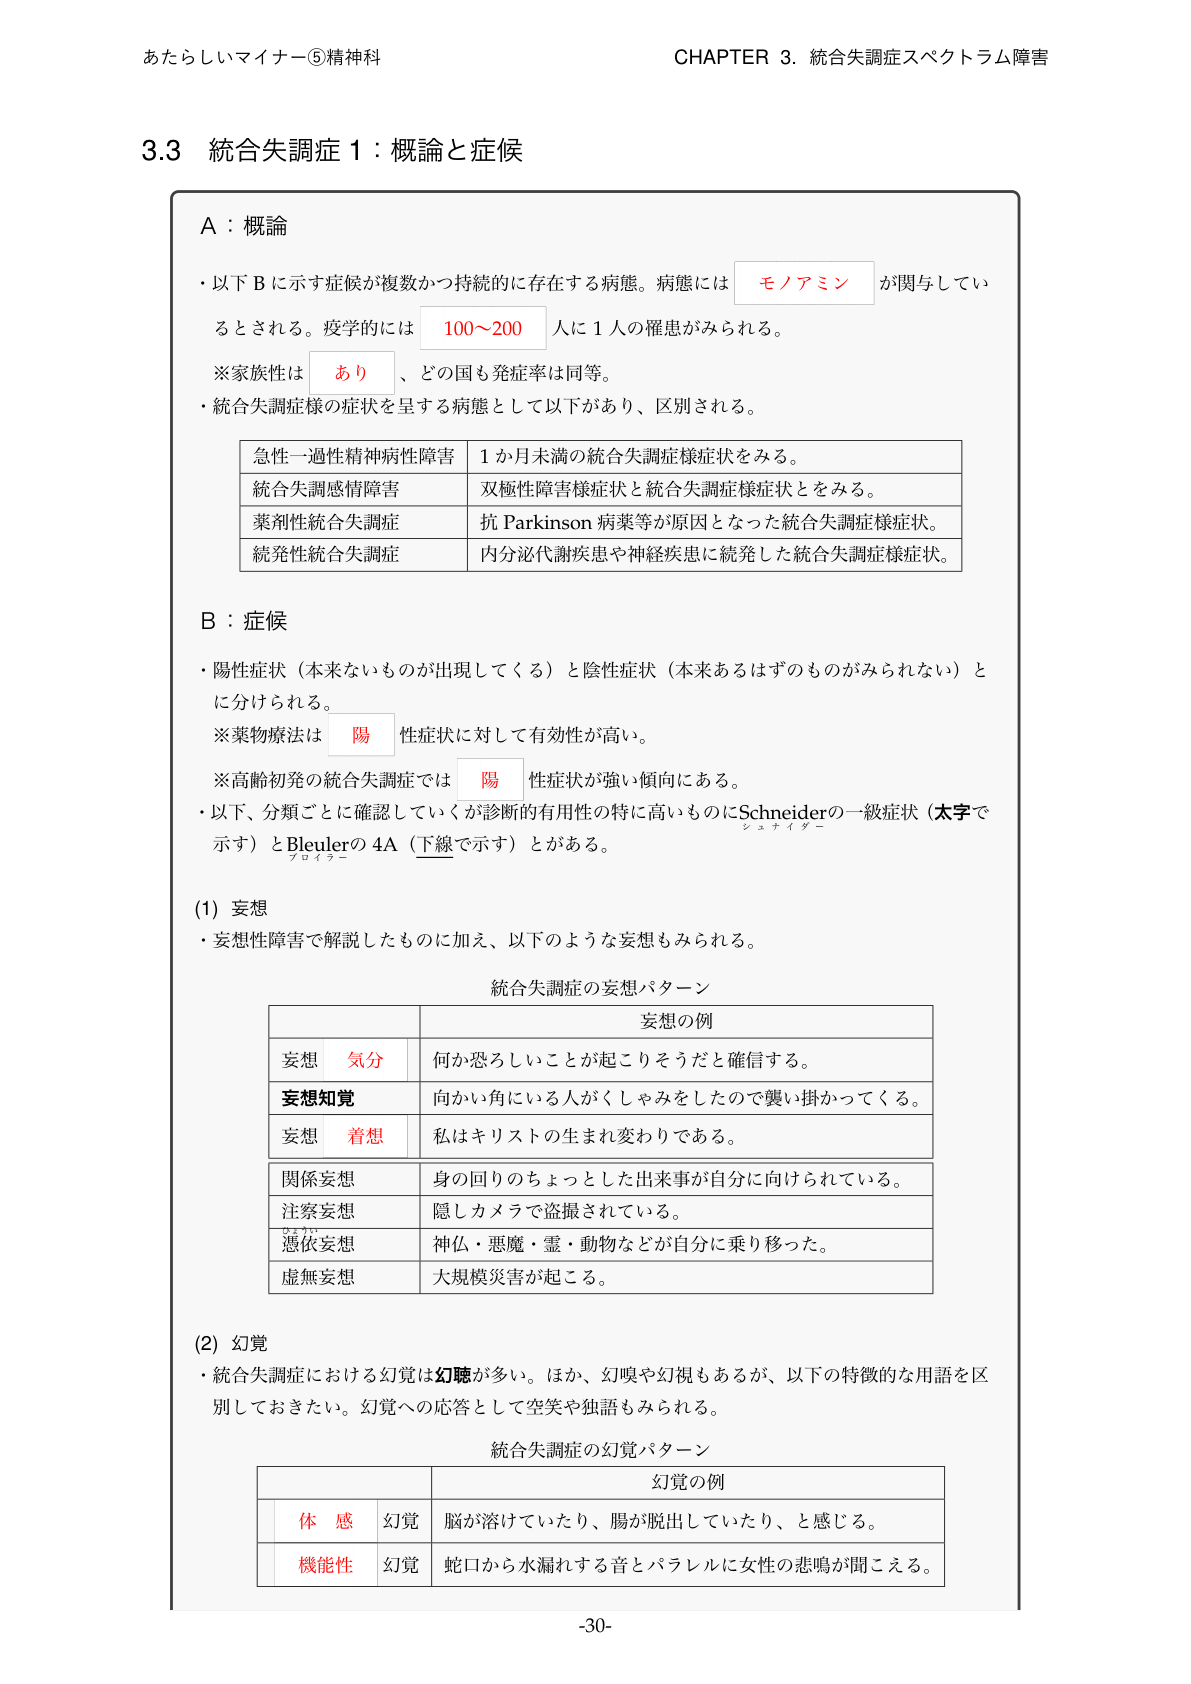 あたらしいマイナー⑤精神科
CHAPTER 3. 統合失調症スペクトラム障害
3.3 統合失調症 1：概論と症候
A：概論
・以下 B に示す症候が複数かつ持続的に存在する病態。病態には モノアミン が関与してい
るとされる。疫学的には 100〜200 人に 1 人の罹患がみられる。
※家族性は あり 、どの国も発症率は同等。
・統合失調症様の症状を呈する病態として以下があり、区別される。
急性一過性精神病性障害 1 か月未満の統合失調症様症状をみる。
統合失調感情障害 双極性障害様症状と統合失調症様症状とをみる。
薬剤性統合失調症 抗 Parkinson 病薬等が原因となった統合失調症様症状。
続発性統合失調症 内分泌代謝疾患や神経疾患に続発した統合失調症様症状。
B：症候
・陽性症状（本来ないものが出現してくる）と陰性症状（本来あるはずのものがみられない）と
に分けられる。
※薬物療法は 陽 性症状に対して有効性が高い。
※高齢初発の統合失調症では 陽 性症状が強い傾向にある。
・以下、分類ごとに確認していくが診断的有用性の特に高いものにSchneiderの一級症状（太字で
シュナイダー
示す）とBleulerの 4A（下線で示す）とがある。
ブロイラー
(1) 妄想
・妄想性障害で解説したものに加え、以下のような妄想もみられる。
統合失調症の妄想パターン
妄想の例
妄想 気分 何か恐ろしいことが起こりそうだと確信する。
妄想知覚 向かい角にいる人がくしゃみをしたので襲い掛かってくる。
妄想 着想 私はキリストの生まれ変わりである。
関係妄想 身の回りのちょっとした出来事が自分に向けられている。
注察妄想 隠しカメラで盗撮されている。
ひょうい
憑依妄想 神仏・悪魔・霊・動物などが自分に乗り移った。
虚無妄想 大規模災害が起こる。
(2) 幻覚
・統合失調症における幻覚は幻聴が多い。ほか、幻嗅や幻視もあるが、以下の特徴的な用語を区
別しておきたい。幻覚への応答として空笑や独語もみられる。
統合失調症の幻覚パターン
幻覚の例
体 感 幻覚 脳が溶けていたり、腸が脱出していたり、と感じる。
機能性 幻覚 蛇口から水漏れする音とパラレルに女性の悲鳴が聞こえる。
-30-